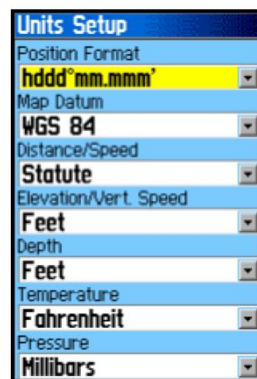 Units Setup
Position Format
hddd°mm.mmm'
Map Datum
WGS 84
Distance/Speed
Statute
Elevation/Vert. Speed
Feet
Depth
Feet
Temperature
Fahrenheit
Pressure
Millibars